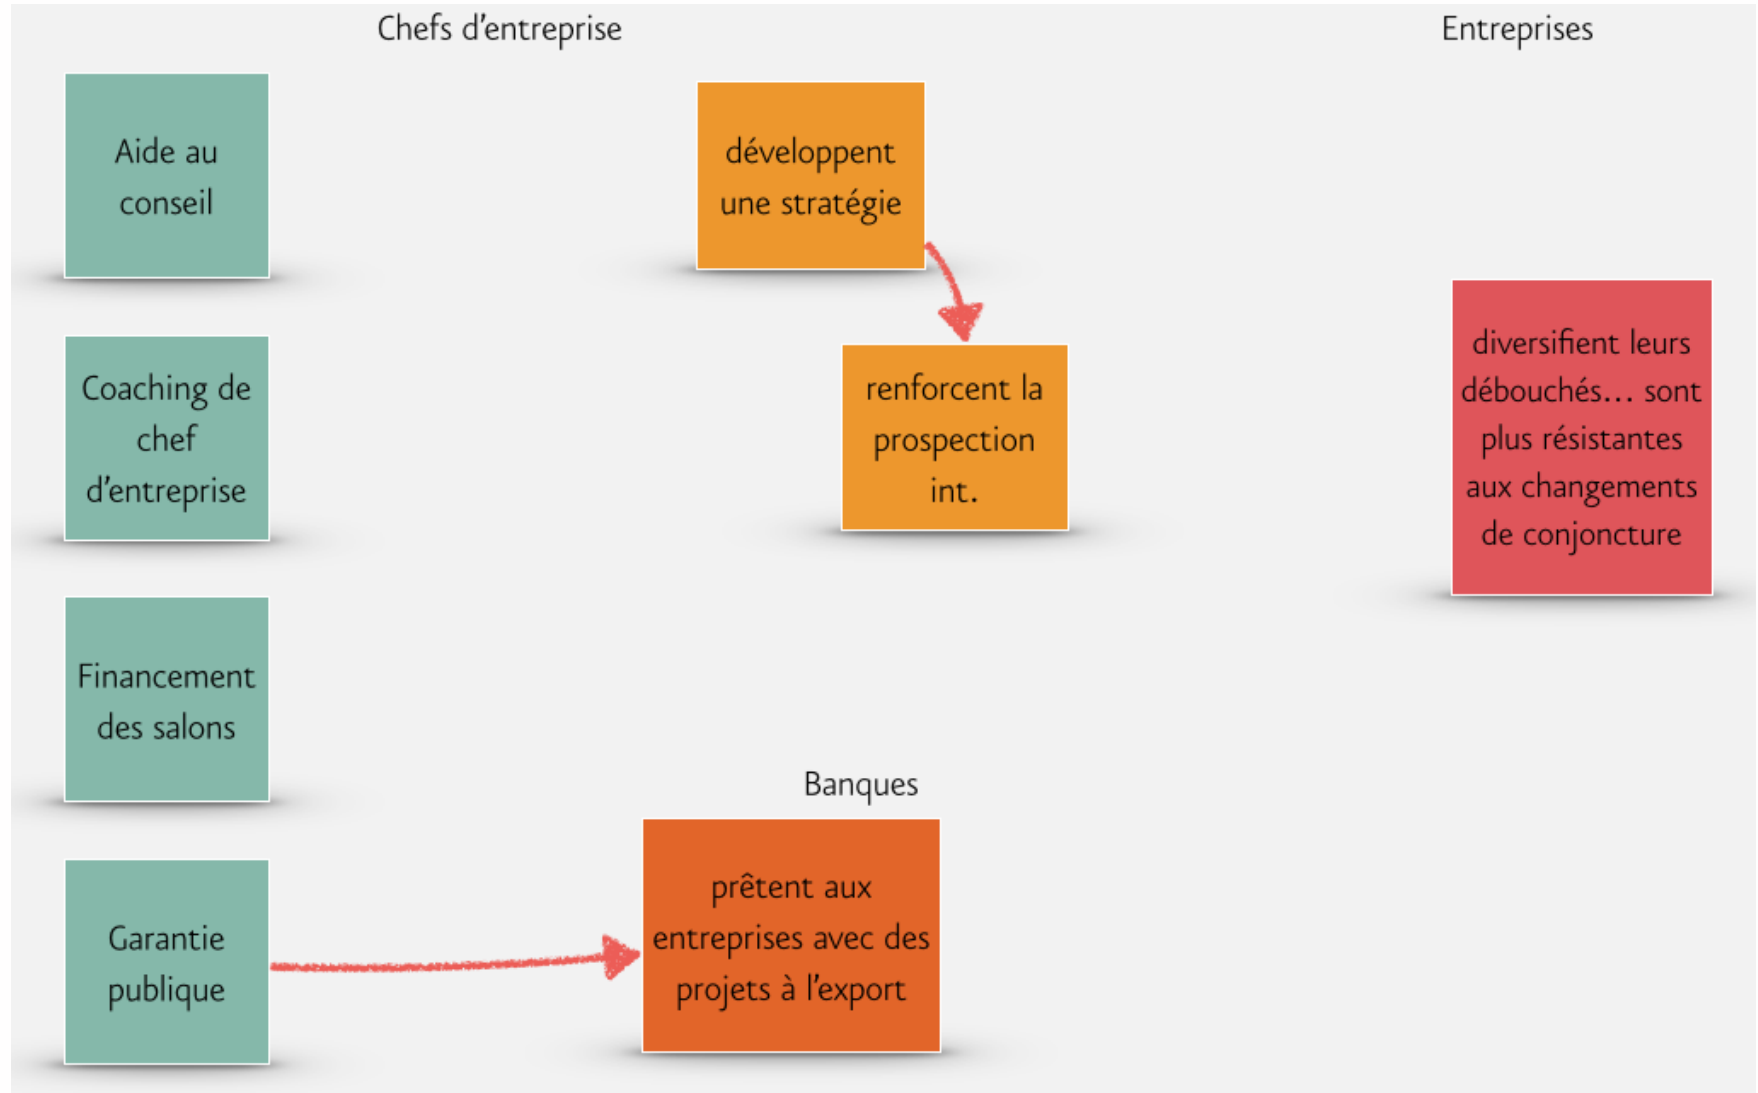 Chefs d'entreprise
Entreprises
Aide au
conseil
développent
une stratégie
Coaching de
chef
d'entreprise
renforcent la
prospection
int.
diversifient leurs
débouchés... sont
plus résistantes
aux changements
de conjoncture
Financement
des salons
Banques
Garantie
publique
prêtent aux
entreprises avec des
projets à l'export